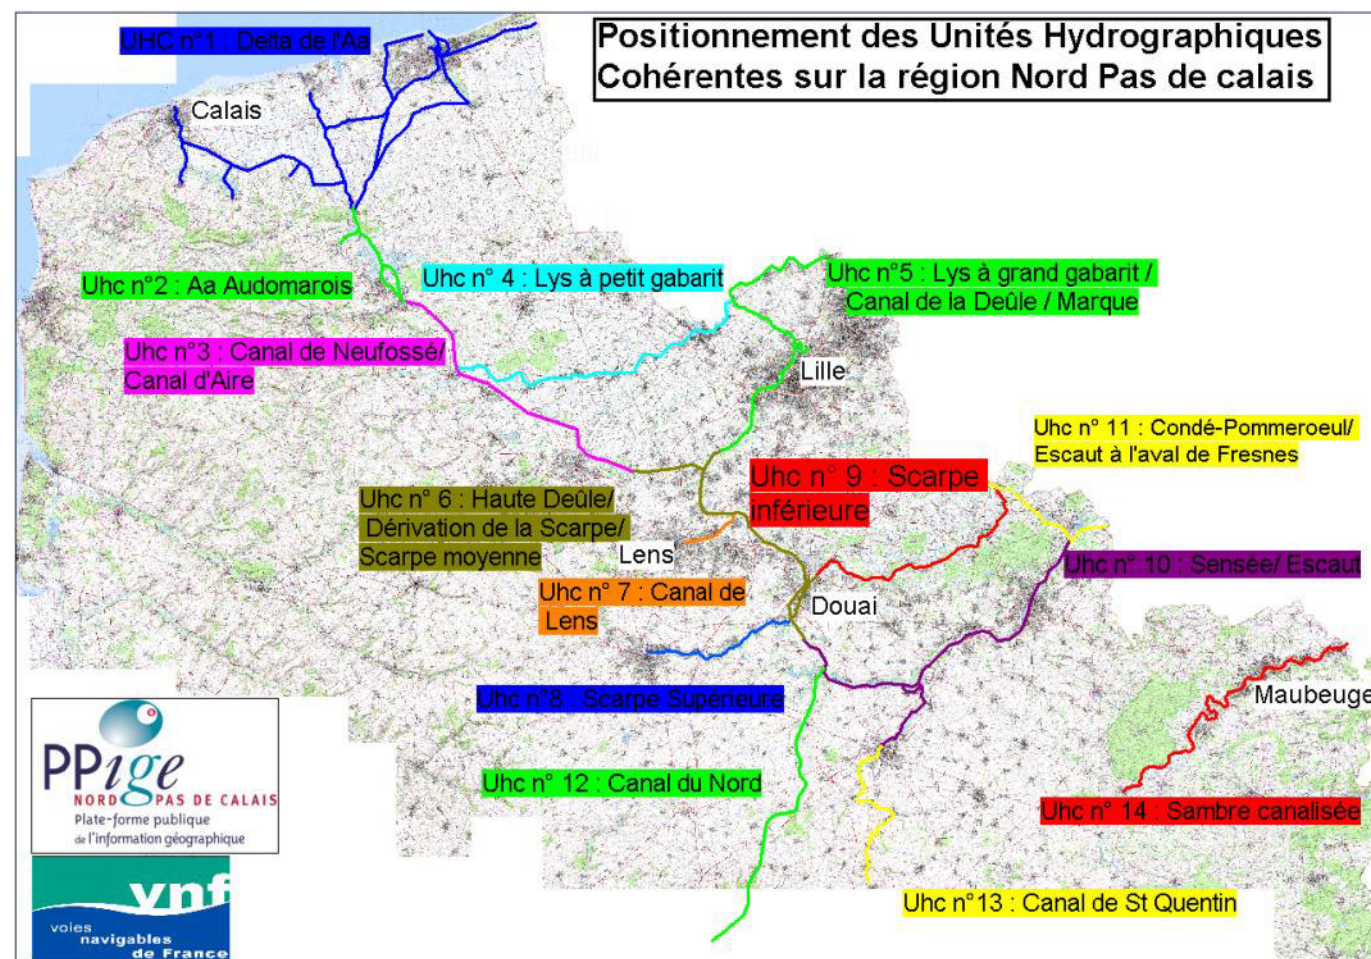 Positionnement des Unités Hydrographiques
Cohérentes sur la région Nord Pas de calais
UHC n°1 : Delta de l'Aa
Calais
Uhc n°2 : Aa Audomarois
Uhc n° 4 : Lys à petit gabarit
Uhc n°5 : Lys à grand gabarit /
Canal de la Deûle / Marque
Uhc n°3 : Canal de Neufossé/
Canal d'Aire
Lille
Uhc n° 11 : Condé-Pommeroeul/
Escaut à l'aval de Fresnes
Uhc n° 9 : Scarpe
inférieure
Uhc n° 6 : Haute Deûle/
Dérivation de la Scarpe/
Scarpe moyenne
Lens
Uhc n° 10 : Sensée/ Escaut
Uhc n° 7 : Canal de
Lens
Douai
Uhc n°8 : Scarpe Supérieure
Maubeuge
Uhc n° 12 : Canal du Nord
Uhc n° 14 : Sambre canalisée
Uhc n°13 : Canal de St Quentin
PPige
NORD PAS DE CALAIS
Plate-forme publique
de l'information géographique
vnf
voies
navigables
de France